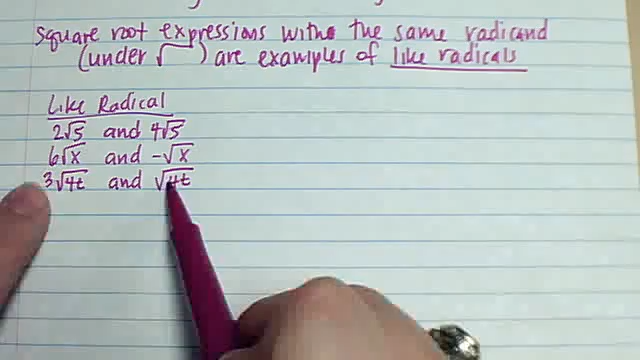 Square root expressions with the same radicand
(under √ ) are examples of like radicals
Like Radical
2√5 and 4√5
6√x and -√x
3√4t and √4t